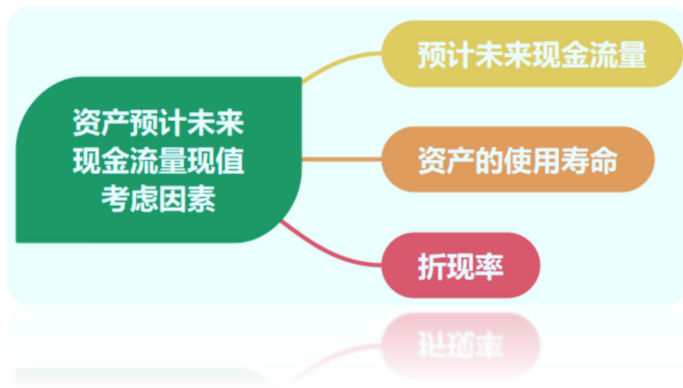 资产预计未来
现金流量现值
考虑因素
预计未来现金流量
资产的使用寿命
折现率